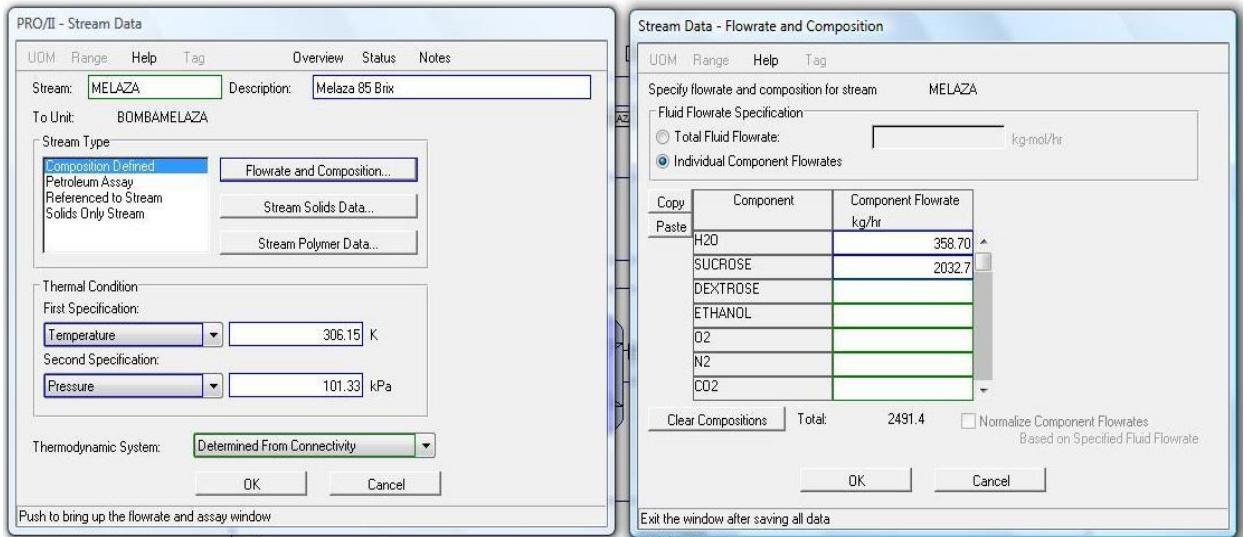 PRO/II - Stream Data
UOM Range Help Tag Overview Status Notes
Stream: MELAZA Description: Melaza 85 Brix
To Unit: BOMBAMELAZA
Stream Type
Composition Defined
Petroleum Assay
Referenced to Stream
Solids Only Stream
Flowrate and Composition...
Stream Solids Data...
Stream Polymer Data...
Thermal Condition
First Specification:
Temperature 306.15 K
Second Specification:
Pressure 101.33 kPa
Thermodynamic System: Determined From Connectivity
OK Cancel
Push to bring up the flowrate and assay window
Stream Data - Flowrate and Composition
UOM Range Help Tag
Specify flowrate and composition for stream MELAZA
Fluid Flowrate Specification
Total Fluid Flowrate: kg-mol/hr
Individual Component Flowrates
Copy
Paste
Component Component Flowrate
kg/hr
H2O 358.70
SUCROSE 2032.7
DEXTROSE
ETHANOL
O2
N2
CO2
Clear Compositions Total: 2491.4 Normalize Component Flowrates
Based on Specified Fluid Flowrate
OK Cancel
Exit the window after saving all data